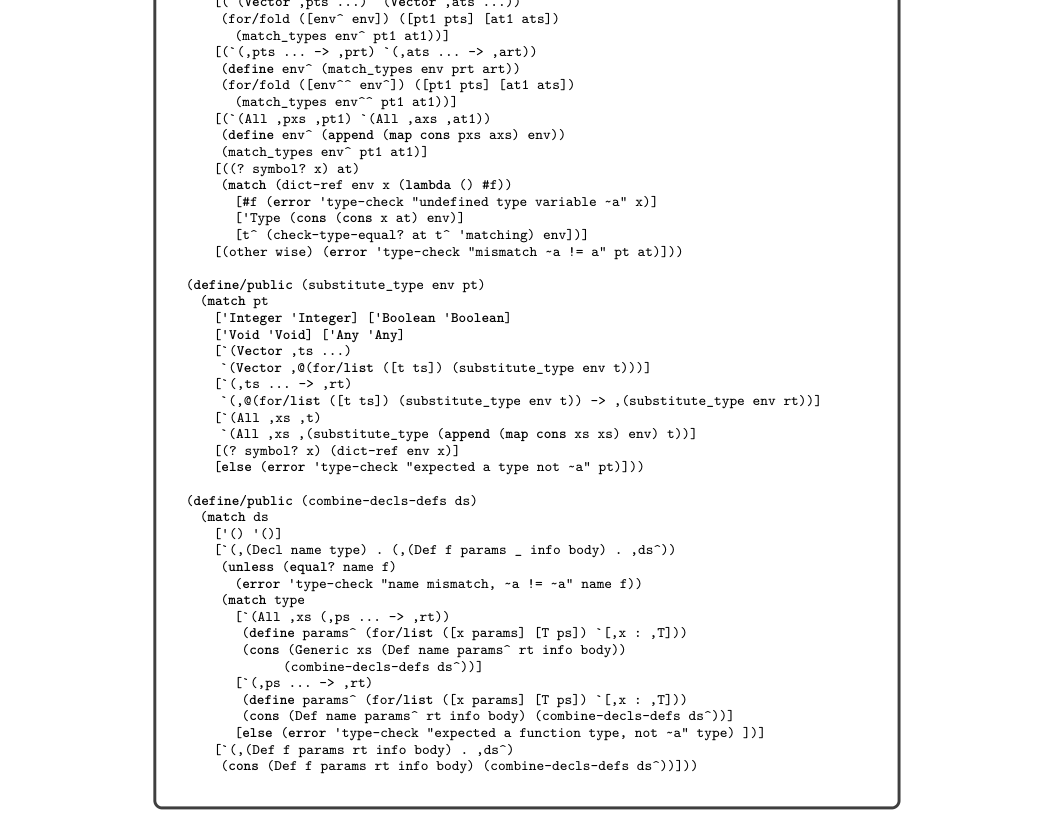 [(`(Vector ,pts ...) `(Vector ,ats ...))
(for/fold ([env^ env]) ([pt1 pts] [at1 ats])
(match_types env^ pt1 at1))]
[(`(,pts ... -> ,prt) `(,ats ... -> ,art))
(define env^ (match_types env prt art))
(for/fold ([env^^ env^]) ([pt1 pts] [at1 ats])
(match_types env^^ pt1 at1))]
[(`(All ,pxs ,pt1) `(All ,axs ,at1))
(define env^ (append (map cons pxs axs) env))
(match_types env^ pt1 at1)]
[((? symbol? x) at)
(match (dict-ref env x (lambda () #f))
[#f (error 'type-check "undefined type variable ~a" x)]
['Type (cons (cons x at) env)]
[t^ (check-type-equal? at t^ 'matching) env])]
[(other wise) (error 'type-check "mismatch ~a != a" pt at)]))
(define/public (substitute_type env pt)
(match pt
['Integer 'Integer] ['Boolean 'Boolean]
['Void 'Void] ['Any 'Any]
[`(Vector ,ts ...)
`(Vector ,@(for/list ([t ts]) (substitute_type env t)))]
[`(,ts ... -> ,rt)
`(,@(for/list ([t ts]) (substitute_type env t)) -> ,(substitute_type env rt))]
[`(All ,xs ,t)
`(All ,xs ,(substitute_type (append (map cons xs xs) env) t))]
[(? symbol? x) (dict-ref env x)]
[else (error 'type-check "expected a type not ~a" pt)]))
(define/public (combine-decls-defs ds)
(match ds
['() '()]
[`(,(Decl name type) . (,(Def f params _ info body) . ,ds^))
(unless (equal? name f)
(error 'type-check "name mismatch, ~a != ~a" name f))
(match type
[`(All ,xs (,ps ... -> ,rt))
(define params^ (for/list ([x params] [T ps]) `[,x : ,T]))
(cons (Generic xs (Def name params^ rt info body))
(combine-decls-defs ds^))]
[`(,ps ... -> ,rt)
(define params^ (for/list ([x params] [T ps]) `[,x : ,T]))
(cons (Def name params^ rt info body) (combine-decls-defs ds^))]
[else (error 'type-check "expected a function type, not ~a" type) ])]
[`(,(Def f params rt info body) . ,ds^)
(cons (Def f params rt info body) (combine-decls-defs ds^))]))